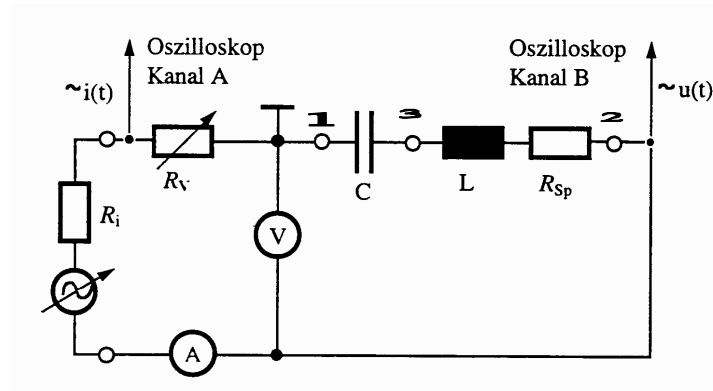 Oszilloskop
Kanal A
~i(t)
Oszilloskop
Kanal B
~u(t)
1
3
2
R_V
C
L
R_Sp
R_i
V
A